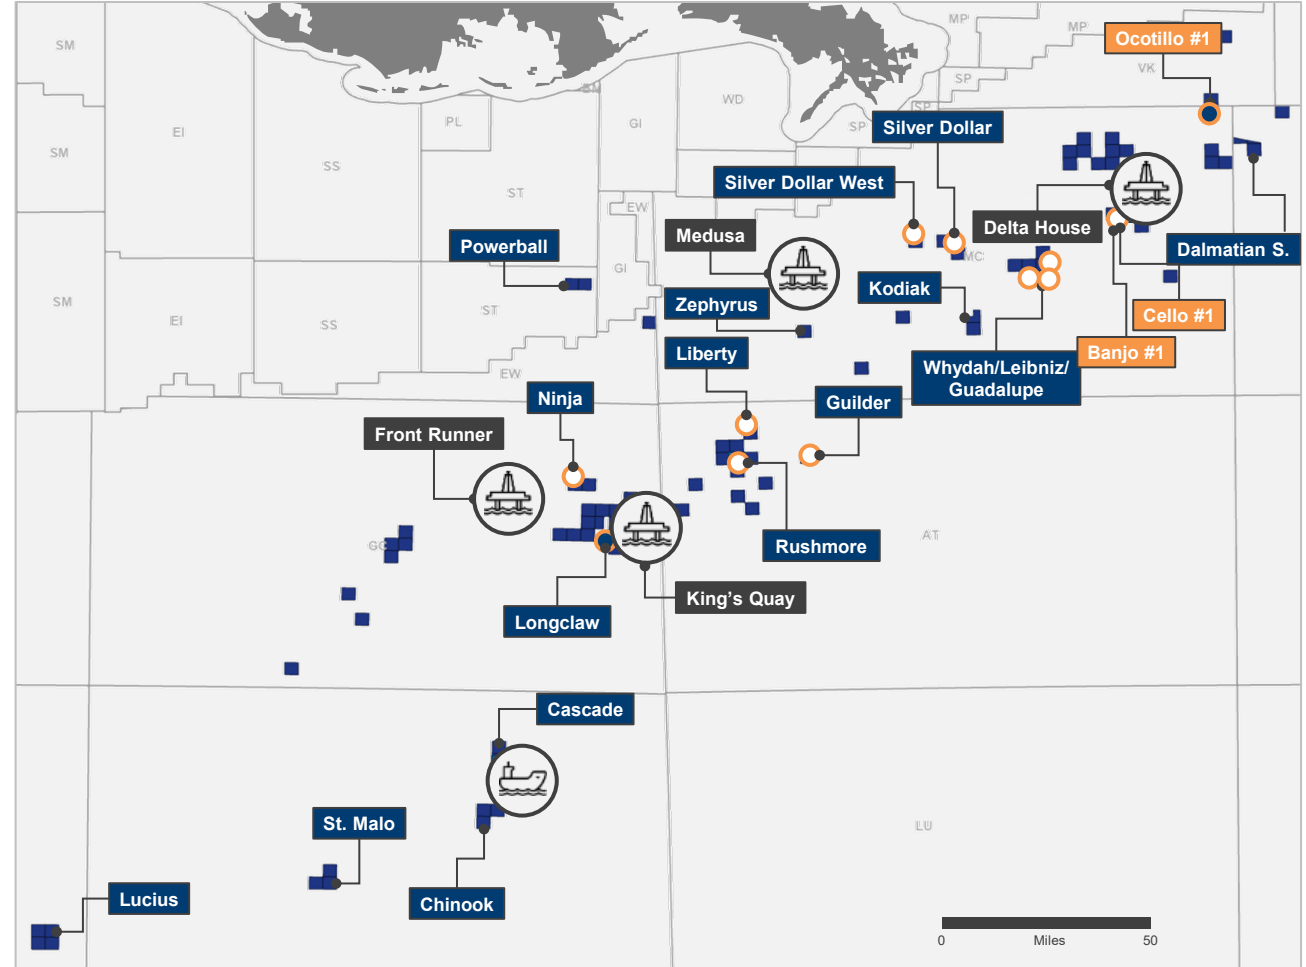 MP
MP
Ocotillo #1
SM
VK
SP
BM
WD
SP
PL
GI
SP
Silver Dollar
EI
SM
SS
Silver Dollar West
ST
EW
Delta House
Medusa
Powerball
Dalmatian S.
MC
GI
Kodiak
SM
Zephyrus
ST
Cello #1
EI
SS
Liberty
Banjo #1
Whydah/Leibniz/
Guadalupe
EW
Ninja
Guilder
Front Runner
GC
AT
Rushmore
King's Quay
Longclaw
Cascade
St. Malo
LU
Lucius
Chinook
0
Miles
50